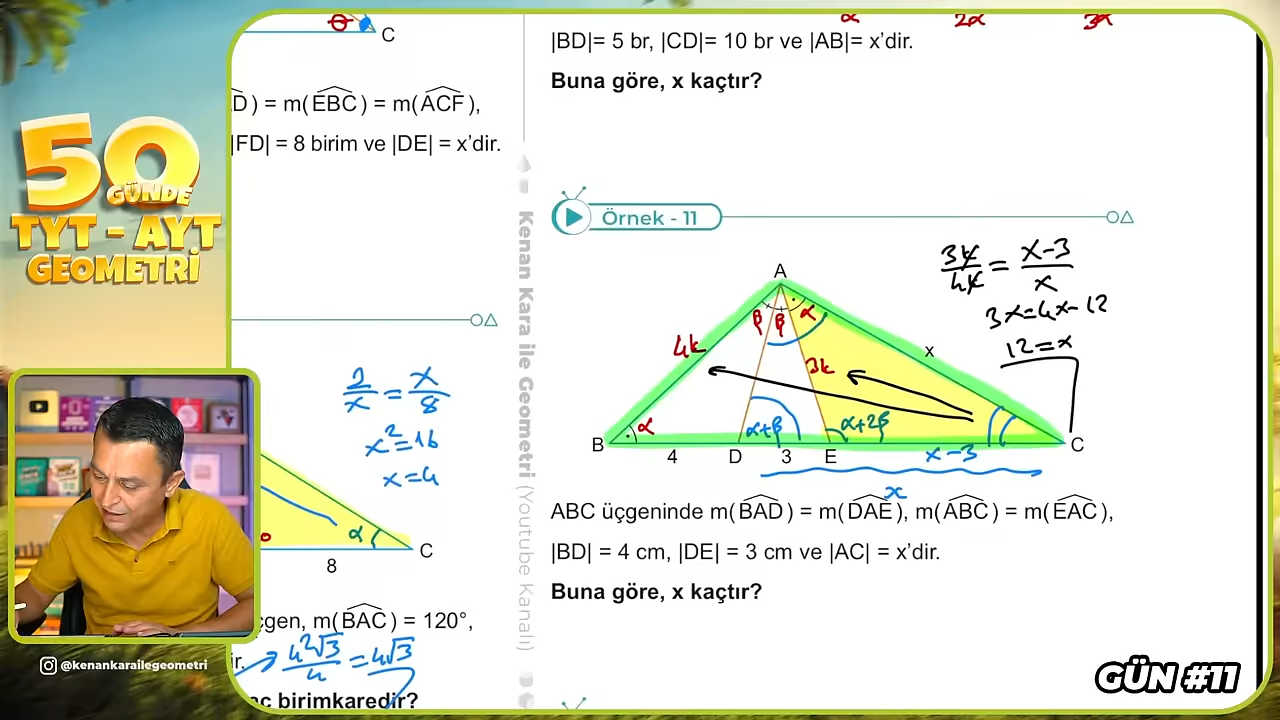 50
GÜNDE
TYT - AYT
GEOMETRİ
@kenankarailegeometri
θ
C
D) = m(EBC) = m(ACF),
|FD| = 8 birim ve |DE| = x'dir.
2/x = x/8
x² = 16
x = 4
α
C
8
gen, m(BAC) = 120°,
ir. → 4²√3/4 = 4√3
birimkaredir?
Kenan Kara ile Geometri (Youtube Kanalı)
α 2α 3α
|BD|= 5 br, |CD|= 10 br ve |AB|= x'dir.
Buna göre, x kaçtır?
Örnek - 11
3k/4k = x-3/x
3x=4x-12
12=x
A
β β α
4k
3k
x
α
α+β
α+2β
B
4
D
3
E
x-3
C
x
ABC üçgeninde m(BAD) = m(DAE), m(ABC) = m(EAC),
|BD| = 4 cm, |DE| = 3 cm ve |AC| = x'dir.
Buna göre, x kaçtır?
GÜN #11